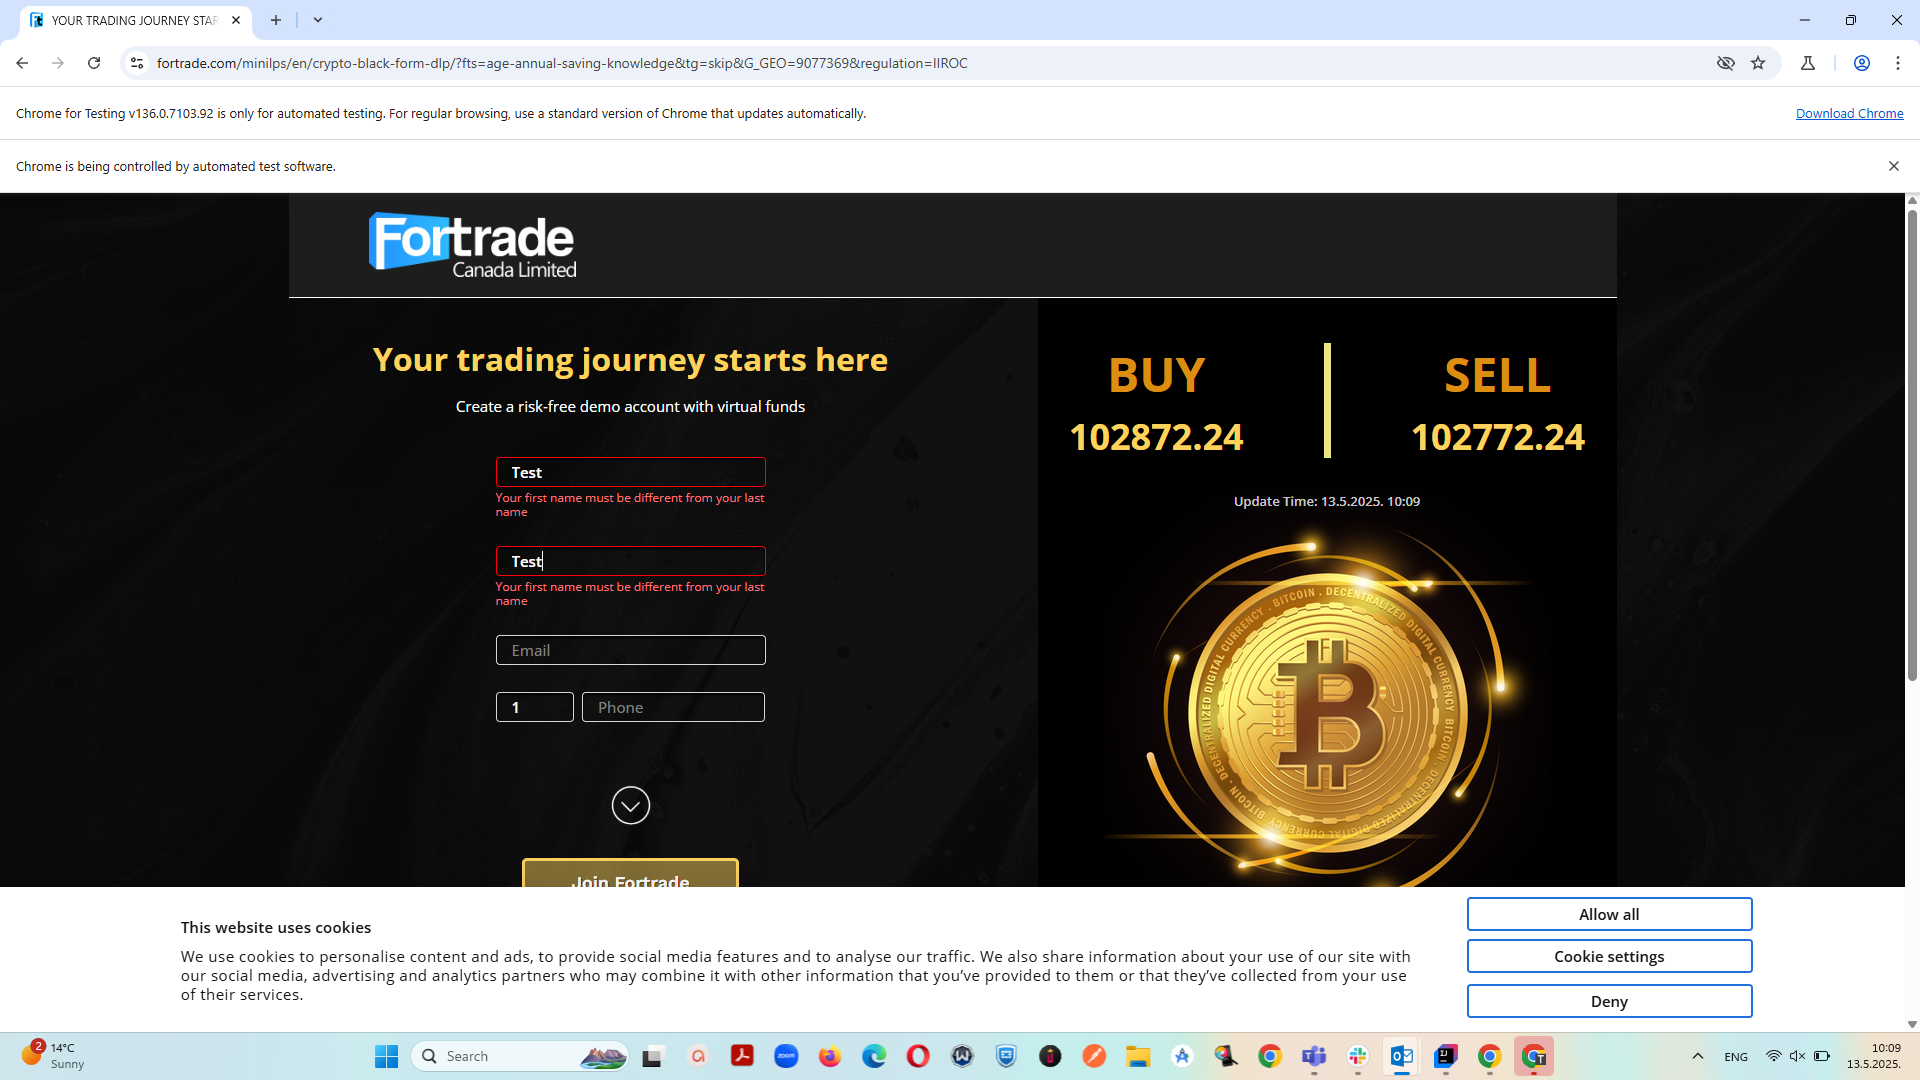 YOUR TRADING JOURNEY STAR
fortrade.com/minilps/en/crypto-black-form-dlp/?fts=age-annual-saving-knowledge&tg=skip&G_GEO=9077369&regulation=IIROC
Chrome for Testing v136.0.7103.92 is only for automated testing. For regular browsing, use a standard version of Chrome that updates automatically.
Download Chrome
Chrome is being controlled by automated test software.
Fortrade
Canada Limited
Your trading journey starts here
Create a risk-free demo account with virtual funds
Test
Your first name must be different from your last
name
Test
Your first name must be different from your last
name
Email
1
Phone
Join Fortrade
BUY
102872.24
SELL
102772.24
Update Time: 13.5.2025. 10:09
BITCOIN . DECENTRALIZED DIGITAL CURRENCY
BITCOIN . DECENTRALIZED DIGITAL CURRENCY
This website uses cookies
We use cookies to personalise content and ads, to provide social media features and to analyse our traffic. We also share information about your use of our site with
our social media, advertising and analytics partners who may combine it with other information that you've provided to them or that they've collected from your use
of their services.
Allow all
Cookie settings
Deny
2
14°C
Sunny
Search
zoom
ENG
10:09
13.5.2025.